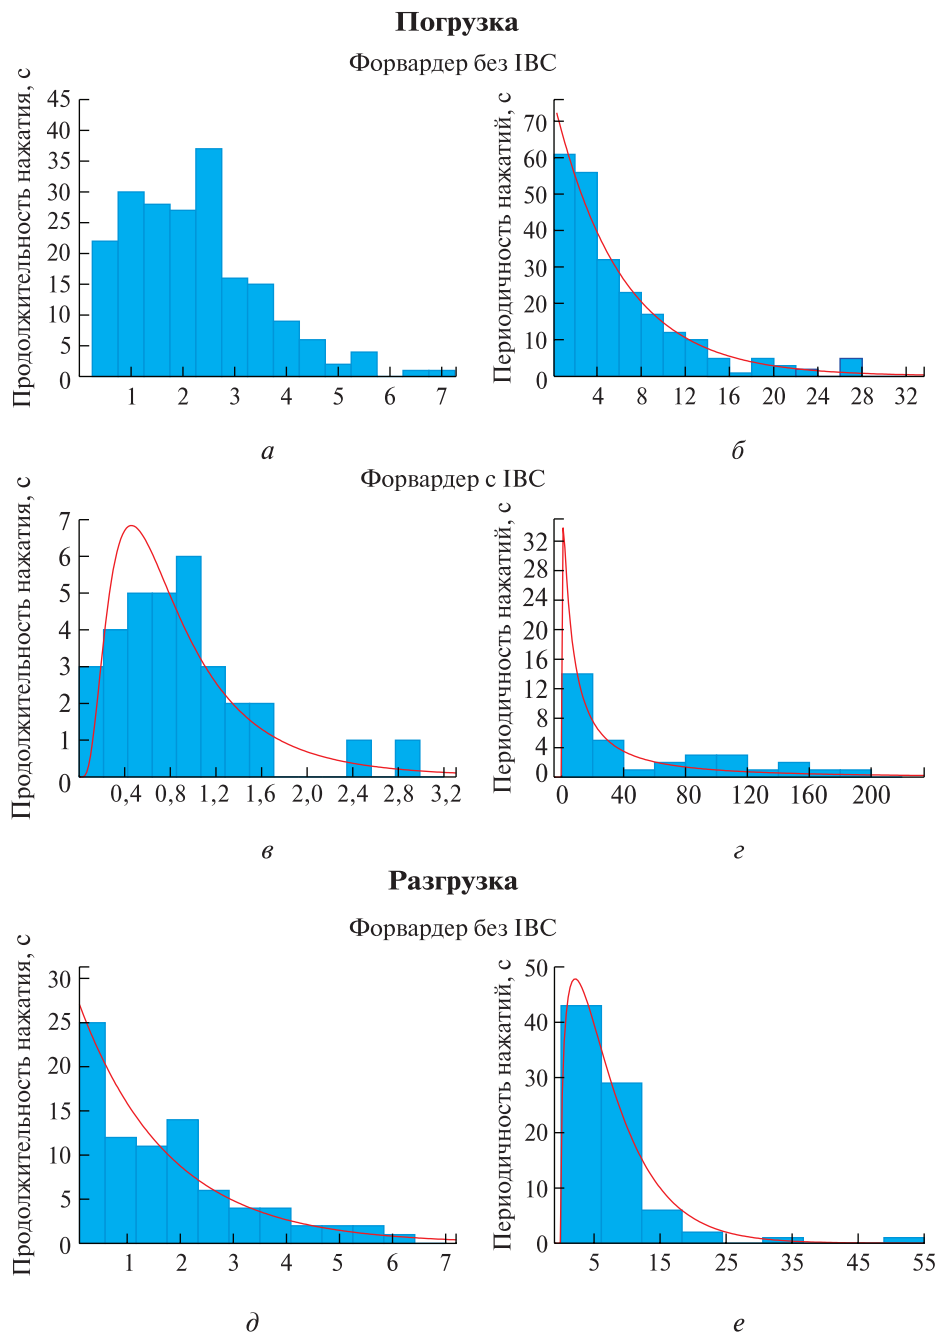 Погрузка
Форвардер без IBC
Продолжительность нажатия, с
45
40
35
30
25
20
15
10
5
0
1 2 3 4 5 6 7
а
Периодичность нажатий, с
70
60
50
40
30
20
10
0
4 8 12 16 20 24 28 32
б
Форвардер с IBC
Продолжительность нажатия, с
7
6
5
4
3
2
1
0
0,4 0,8 1,2 1,6 2,0 2,4 2,8 3,2
в
Периодичность нажатий, с
32
28
24
20
16
12
8
4
0
0 40 80 120 160 200
г
Разгрузка
Форвардер без IBC
Продолжительность нажатия, с
30
25
20
15
10
5
0
1 2 3 4 5 6 7
д
Периодичность нажатий, с
50
40
30
20
10
0
5 15 25 35 45 55
е